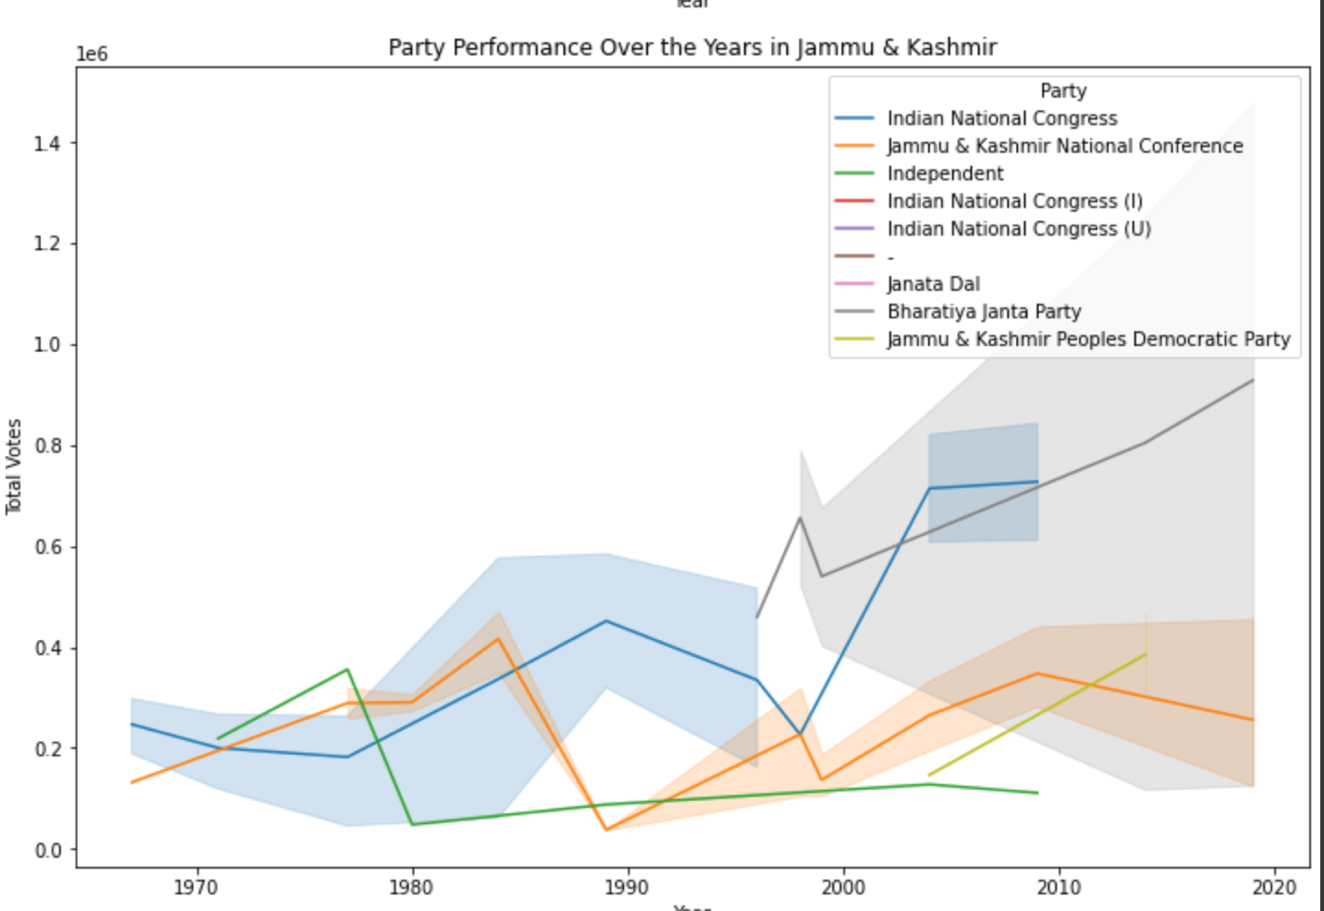 Year
Party Performance Over the Years in Jammu & Kashmir
1e6
Party
Indian National Congress
Jammu & Kashmir National Conference
Independent
Indian National Congress (I)
Indian National Congress (U)
-
Janata Dal
Bharatiya Janta Party
Jammu & Kashmir Peoples Democratic Party
Total Votes
1.4
1.2
1.0
0.8
0.6
0.4
0.2
0.0
1970 1980 1990 2000 2010 2020
Year